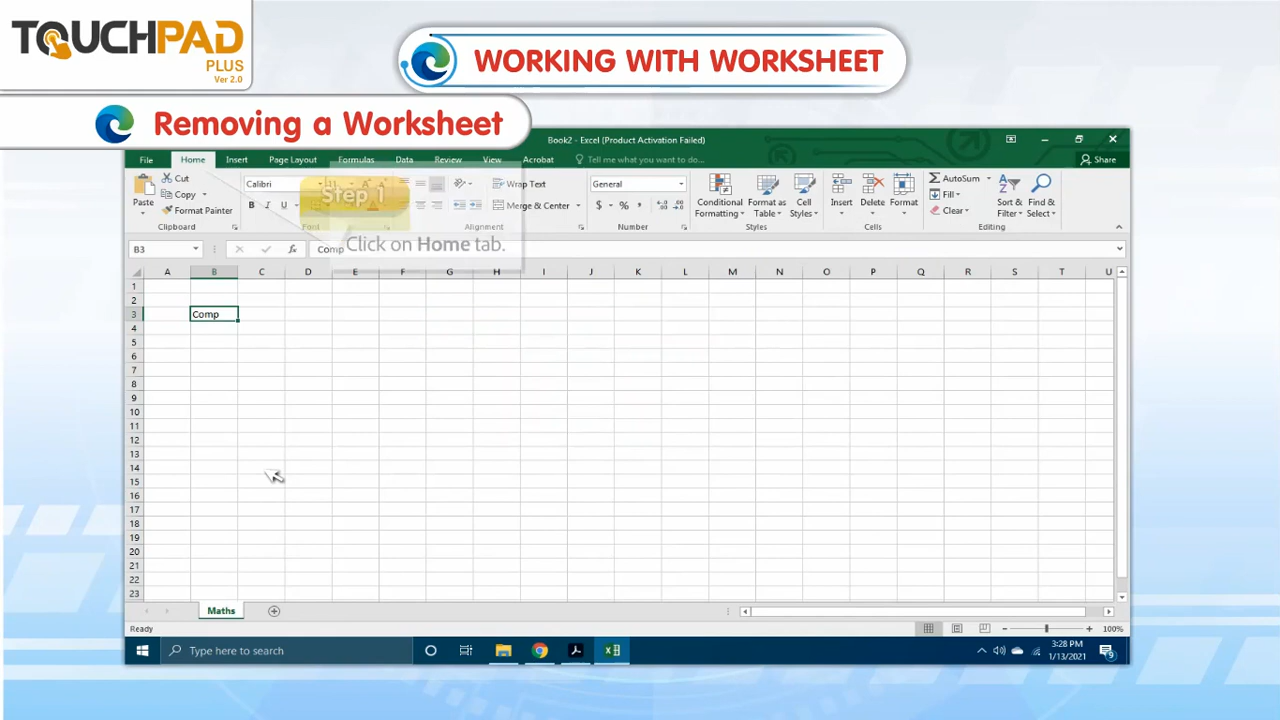 TOUCHPAD
PLUS
Ver 2.0
WORKING WITH WORKSHEET
Removing a Worksheet
Book2 - Excel (Product Activation Failed)
File Home Insert Page Layout Formulas Data Review View Acrobat Tell me what you want to do... Share
Step 1
Click on Home tab.
Paste
Cut
Copy
Format Painter
Clipboard
Calibri
11
B I U
Font
Wrap Text
Merge & Center
Alignment
General
$ % ,
Number
Conditional Formatting
Format as Table
Cell Styles
Styles
Insert
Delete
Format
Cells
AutoSum
Fill
Clear
Sort & Filter
Find & Select
Editing
B3 fx Comp
A B C D E F G H I J K L M N O P Q R S T U
1
2
3 Comp
4
5
6
7
8
9
10
11
12
13
14
15
16
17
18
19
20
21
22
23
Maths
Ready 100%
Type here to search
3:28 PM
1/13/2021
9